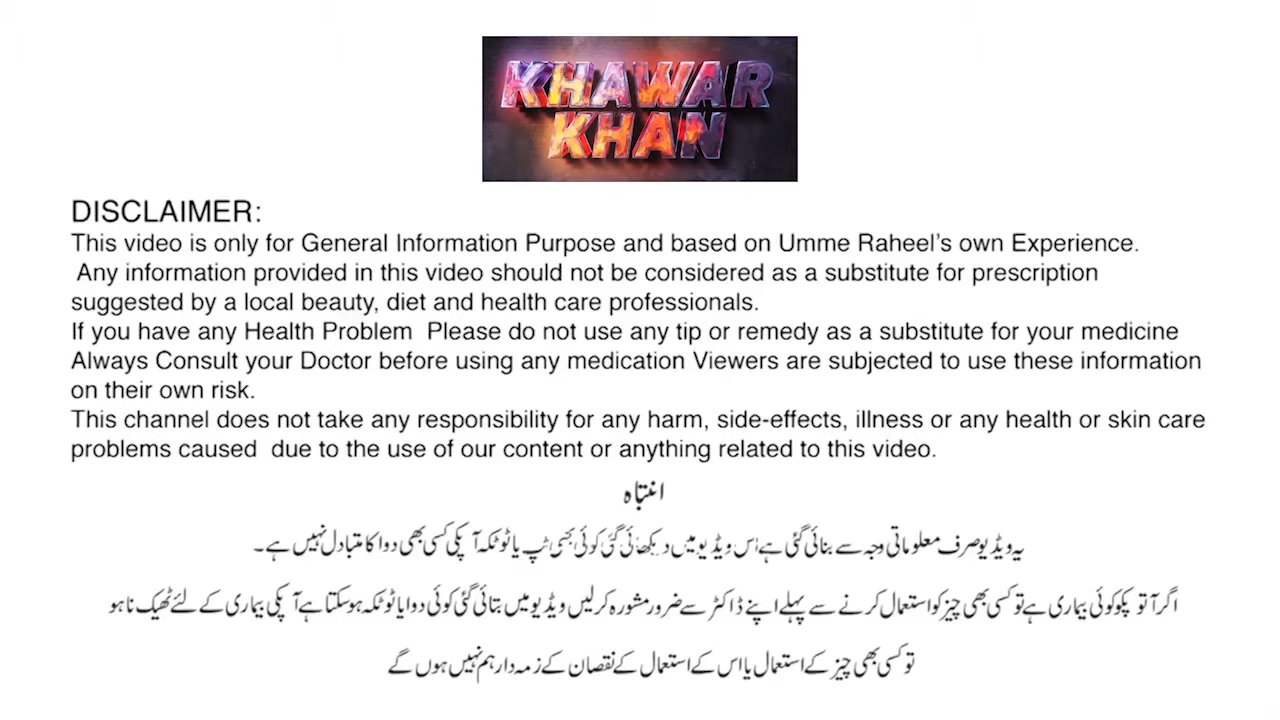 KHAWAR
KHAN
DISCLAIMER:
This video is only for General Information Purpose and based on Umme Raheel's own Experience.
Any information provided in this video should not be considered as a substitute for prescription
suggested by a local beauty, diet and health care professionals.
If you have any Health Problem Please do not use any tip or remedy as a substitute for your medicine
Always Consult your Doctor before using any medication Viewers are subjected to use these information
on their own risk.
This channel does not take any responsibility for any harm, side-effects, illness or any health or skin care
problems caused due to the use of our content or anything related to this video.
انتباہ
یہ ویڈیو صرف معلوماتی وجہ سے بنائی گئی ہے اس ویڈیو میں دیکھائی گئی کوئی بھی ٹپ یا ٹوٹکہ آپکی کسی بھی دوا کا متبادل نہیں ہے۔
اگر آپکو کوئی بیماری ہے تو کسی بھی چیز کو استعمال کرنے سے پہلے اپنے ڈاکٹر سے ضرور مشورہ کرلیں ویڈیو میں بتائی گئی کوئی دوا یا ٹوٹکہ ہوسکتا ہے آپکی بیماری کے لئے ٹھیک نا ہو
تو کسی بھی چیز کے استعمال یا اس کے استعمال کے نقصان کے زمہ دار ہم نہیں ہوں گے